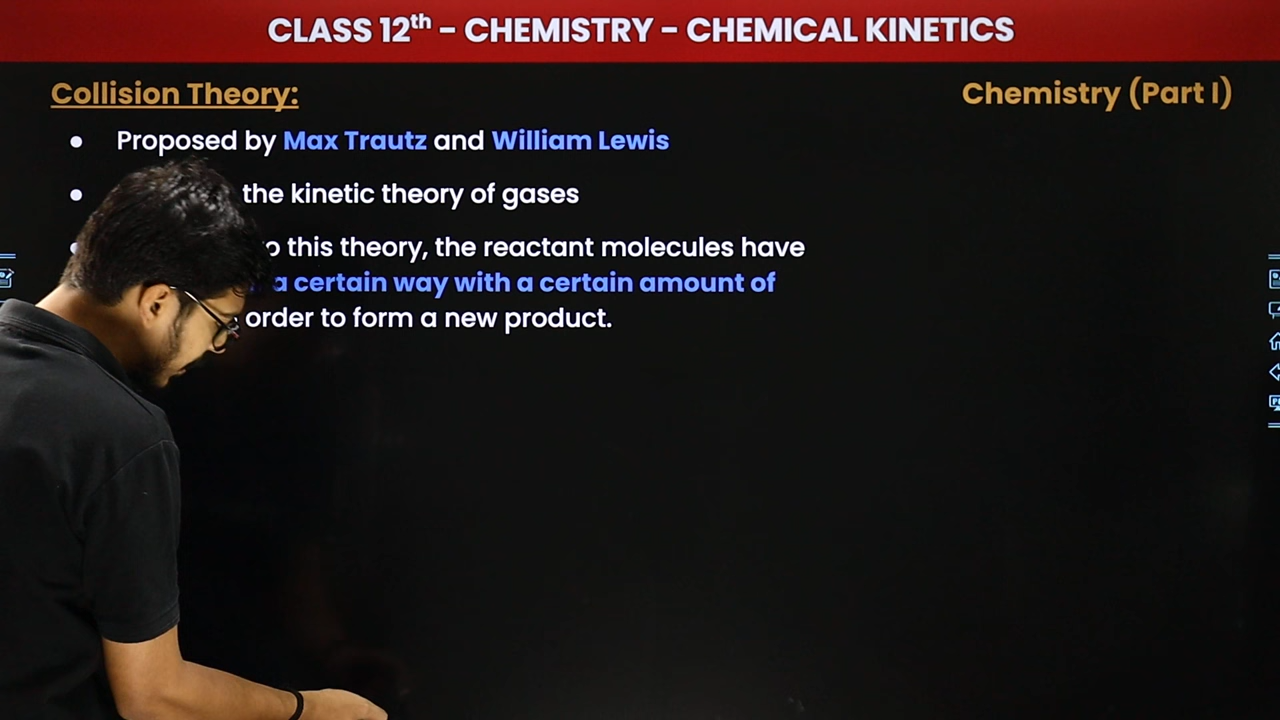 CLASS 12th - CHEMISTRY - CHEMICAL KINETICS
Collision Theory:
Chemistry (Part I)
• Proposed by Max Trautz and William Lewis
• the kinetic theory of gases
this theory, the reactant molecules have
a certain way with a certain amount of
order to form a new product.